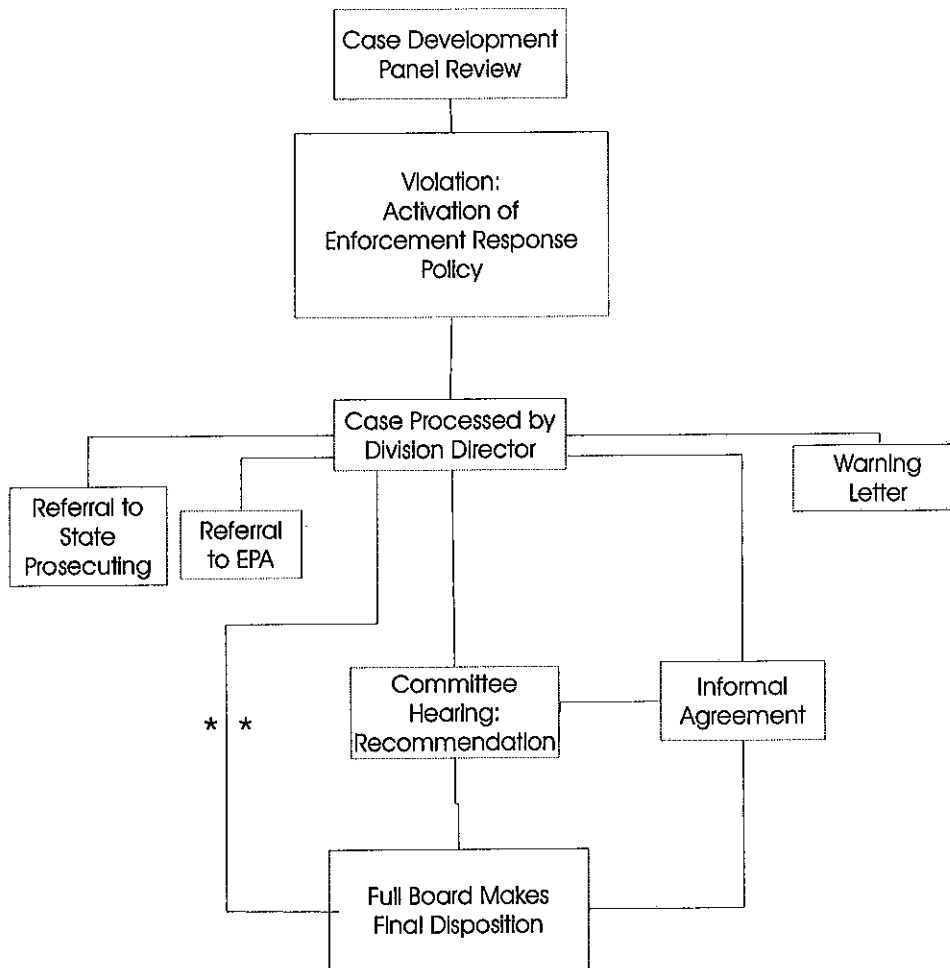 Case Development
Panel Review
Violation:
Activation of
Enforcement Response
Policy
Case Processed by
Division Director
Referral to
State
Prosecuting
Referral
to EPA
Warning
Letter
Committee
Hearing:
Recommendation
Informal
Agreement
* *
Full Board Makes
Final Disposition